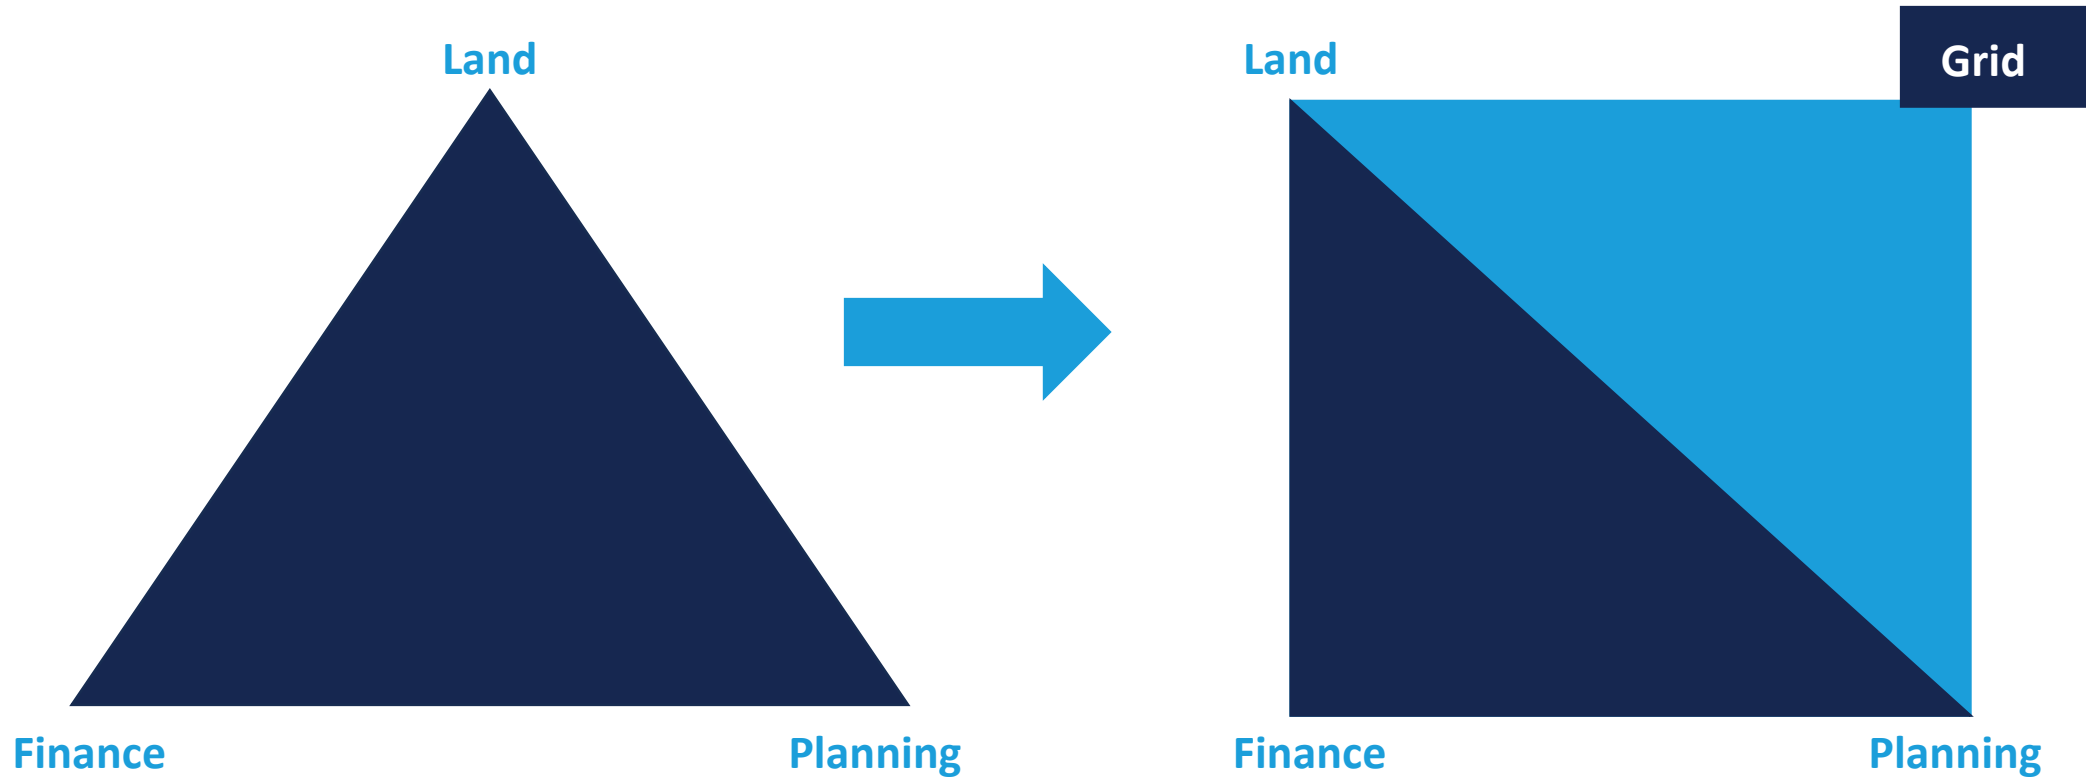 Land
Finance
Planning
Land
Grid
Finance
Planning